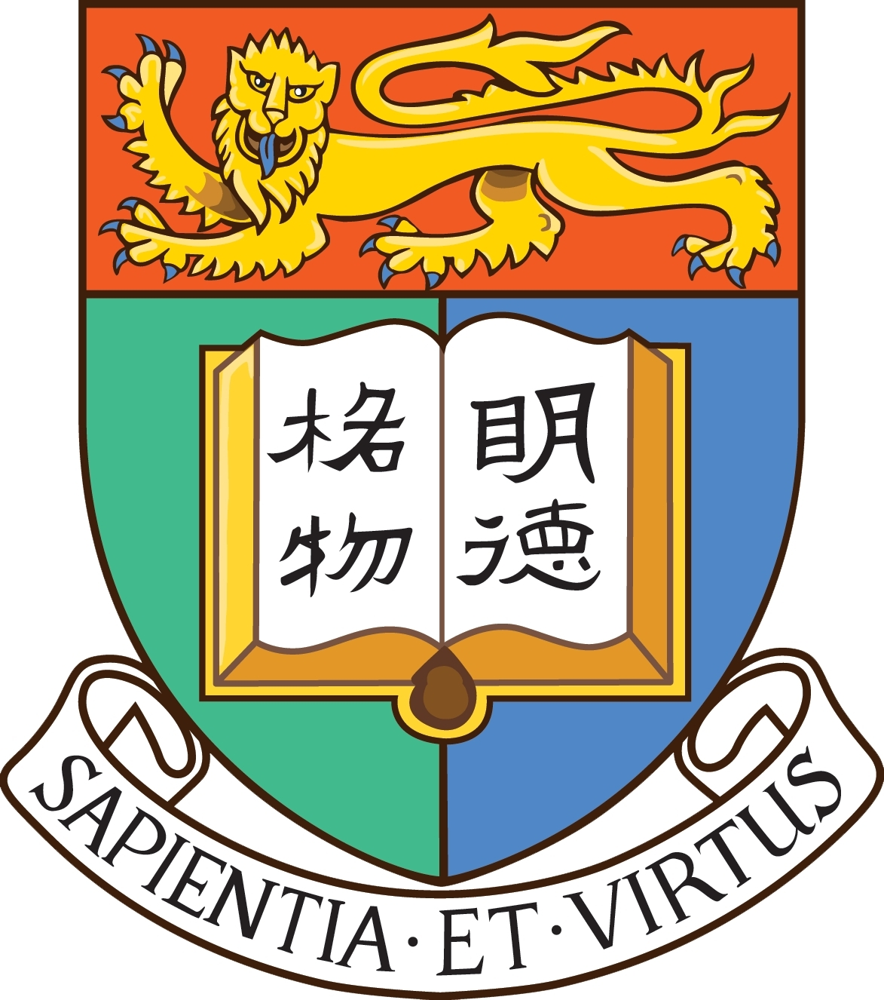 明德
格物
SAPIENTIA · ET · VIRTUS